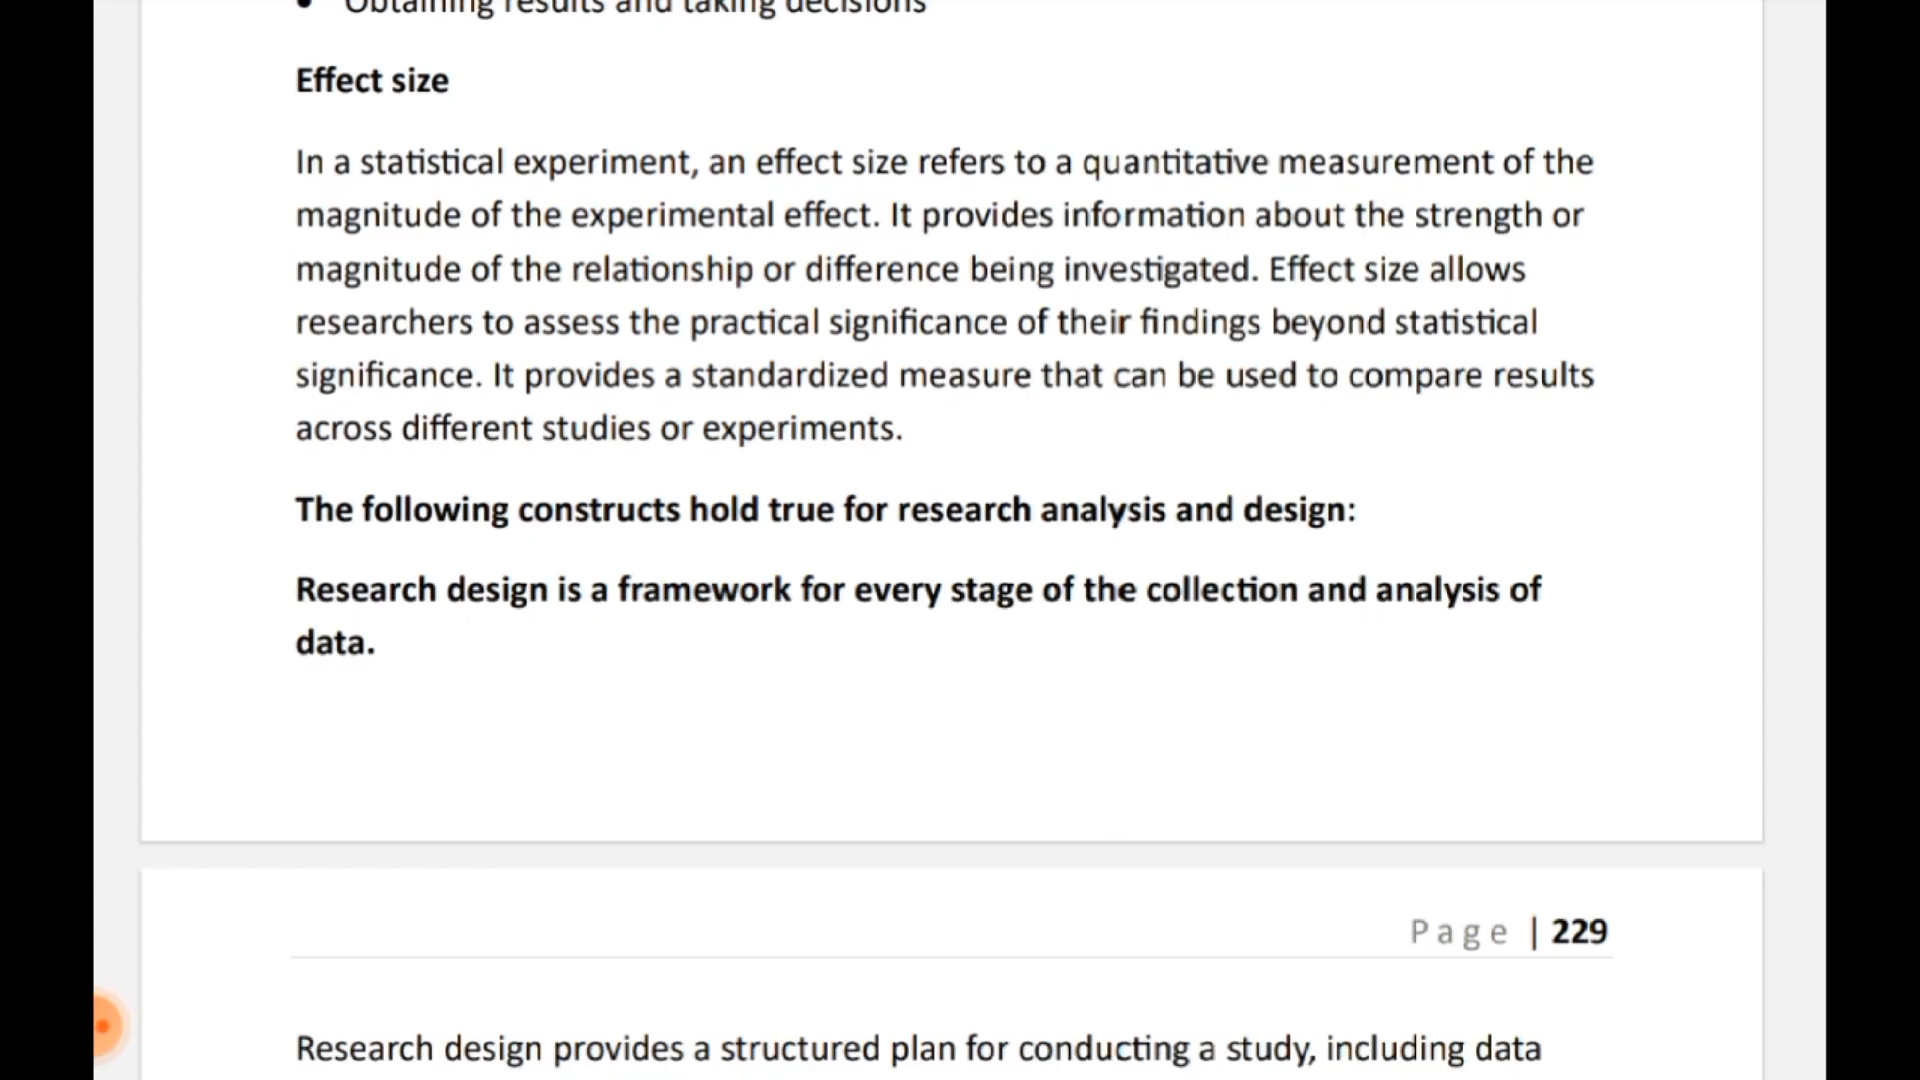 • Obtaining results and taking decisions
Effect size
In a statistical experiment, an effect size refers to a quantitative measurement of the
magnitude of the experimental effect. It provides information about the strength or
magnitude of the relationship or difference being investigated. Effect size allows
researchers to assess the practical significance of their findings beyond statistical
significance. It provides a standardized measure that can be used to compare results
across different studies or experiments.
The following constructs hold true for research analysis and design:
Research design is a framework for every stage of the collection and analysis of
data.
Page | 229
Research design provides a structured plan for conducting a study, including data